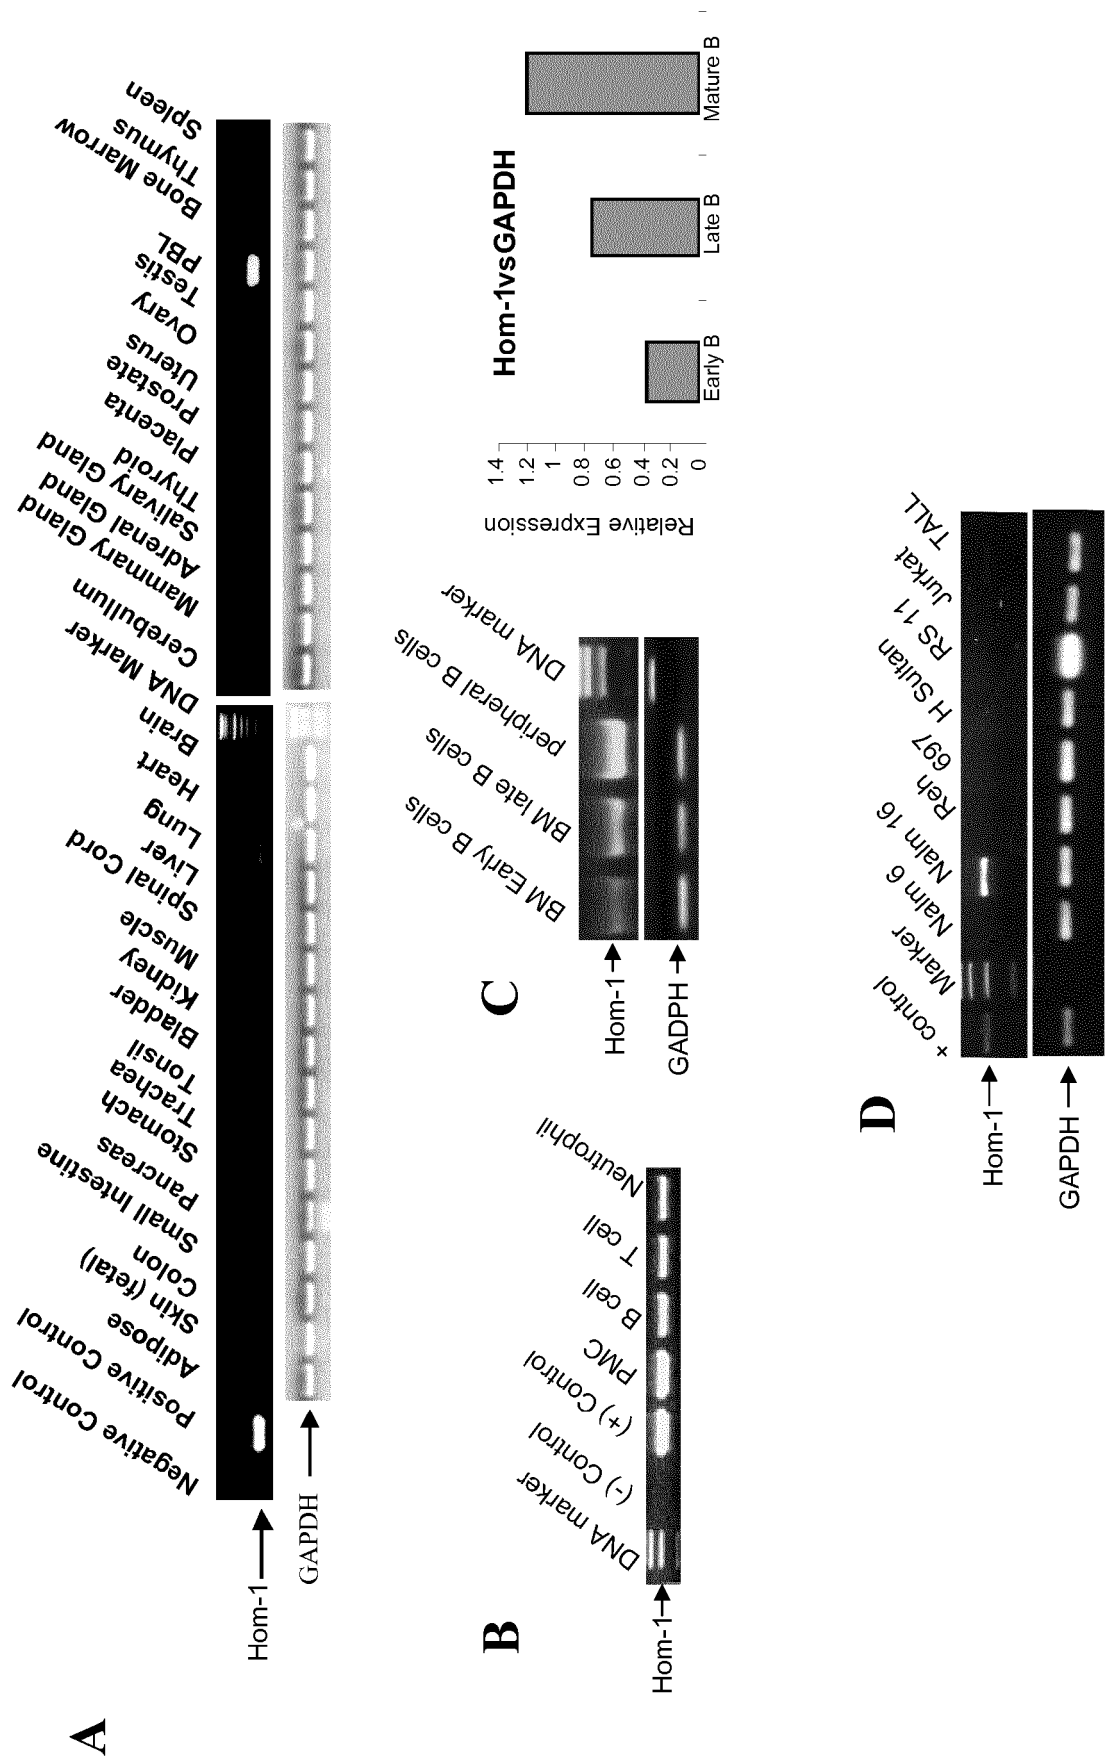 A
Negative Control
Positive Control
Adipose
Skin (fetal)
Colon
Small Intestine
Pancreas
Stomach
Trachea
Tonsil
Bladder
Kidney
Muscle
Spinal Cord
Liver
Lung
Heart
Brain
DNA Marker
Cerebullum
Mammary Gland
Adrenal Gland
Salivary Gland
Thyroid
Placenta
Prostate
Uterus
Ovary
Testis
PBL
Bone Marrow
Thymus
Spleen
Hom-1
GAPDH
B
DNA marker
(-) Control
(+) Control
PMC
B cell
T cell
Neutrophil
Hom-1
C
BM Early B cells
BM late B cells
peripheral B cells
DNA marker
Hom-1
GADPH
Hom-1vsGAPDH
Relative Expression
1.4
1.2
1
0.8
0.6
0.4
0.2
0
Early B
Late B
Mature B
D
+ control
Marker
Nalm 6
Nalm 16
Reh
697
H Sultan
RS 11
Jurkat
TALL
Hom-1
GAPDH